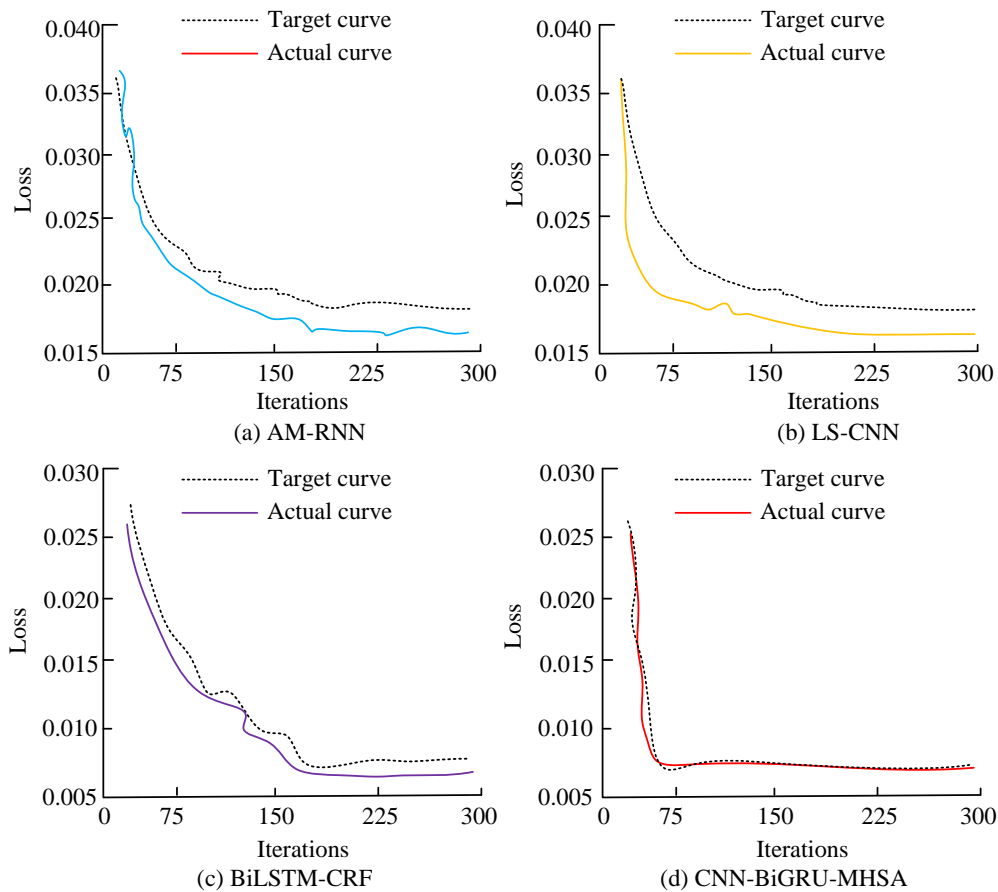 0.040
0.035
0.030
0.025
0.020
0.015
Loss
Target curve
Actual curve
0 75 150 225 300
Iterations
(a) AM-RNN
0.040
0.035
0.030
0.025
0.020
0.015
Loss
Target curve
Actual curve
0 75 150 225 300
Iterations
(b) LS-CNN
0.030
0.025
0.020
0.015
0.010
0.005
Loss
Target curve
Actual curve
0 75 150 225 300
Iterations
(c) BiLSTM-CRF
0.030
0.025
0.020
0.015
0.010
0.005
Loss
Target curve
Actual curve
0 75 150 225 300
Iterations
(d) CNN-BiGRU-MHSA